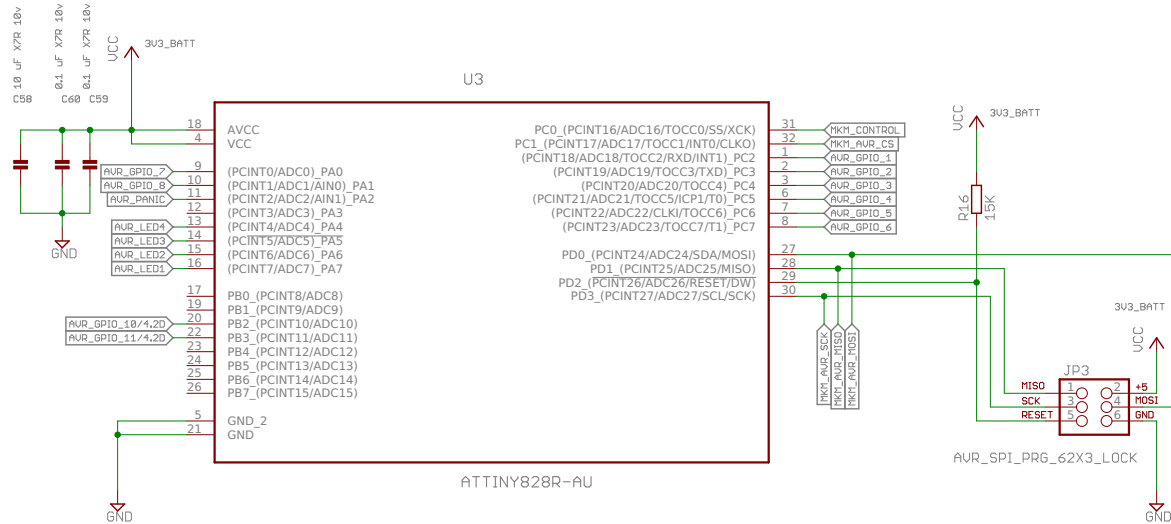 10 uF X7R 10v
0.1 uF X7R 10v
0.1 uF X7R 10v
C58
C60
C59
VCC
3V3_BATT
U3
18 AVCC
4 VCC
AVR_GPIO_7 9 (PCINT0/ADC0)_PA0
AVR_GPIO_8 10 (PCINT1/ADC1/AIN0)_PA1
AVR_PANIC 11 (PCINT2/ADC2/AIN1)_PA2
12 (PCINT3/ADC3)_PA3
AVR_LED4 13 (PCINT4/ADC4)_PA4
AVR_LED3 14 (PCINT5/ADC5)_PA5
AVR_LED2 15 (PCINT6/ADC6)_PA6
AVR_LED1 16 (PCINT7/ADC7)_PA7
GND
17 PB0_(PCINT8/ADC8)
19 PB1_(PCINT9/ADC9)
AVR_GPIO_10/4.2D 20 PB2_(PCINT10/ADC10)
AVR_GPIO_11/4.2D 22 PB3_(PCINT11/ADC11)
23 PB4_(PCINT12/ADC12)
24 PB5_(PCINT13/ADC13)
25 PB6_(PCINT14/ADC14)
26 PB7_(PCINT15/ADC15)
5 GND_2
21 GND
GND
PC0_(PCINT16/ADC16/TOCC0/SS/XCK) 31 MKM_CONTROL
PC1_(PCINT17/ADC17/TOCC1/INT0/CLKO) 32 MKM_AVR_CS
(PCINT18/ADC18/TOCC2/RXD/INT1)_PC2 1 AVR_GPIO_1
(PCINT19/ADC19/TOCC3/TXD)_PC3 2 AVR_GPIO_2
(PCINT20/ADC20/TOCC4)_PC4 3 AVR_GPIO_3
(PCINT21/ADC21/TOCC5/ICP1/T0)_PC5 6 AVR_GPIO_4
(PCINT22/ADC22/CLKI/TOCC6)_PC6 7 AVR_GPIO_5
(PCINT23/ADC23/TOCC7/T1)_PC7 8 AVR_GPIO_6
PD0_(PCINT24/ADC24/SDA/MOSI) 27
PD1_(PCINT25/ADC25/MISO) 28
PD2_(PCINT26/ADC26/RESET/DW) 29
PD3_(PCINT27/ADC27/SCL/SCK) 30
MKM_AVR_SCK
MKM_AVR_MISO
MKM_AVR_MOSI
ATTINY828R-AU
VCC
3V3_BATT
R16
15K
3V3_BATT
VCC
JP3
MISO 1 2 +5
SCK 3 4 MOSI
RESET 5 6 GND
AVR_SPI_PRG_62X3_LOCK
GND